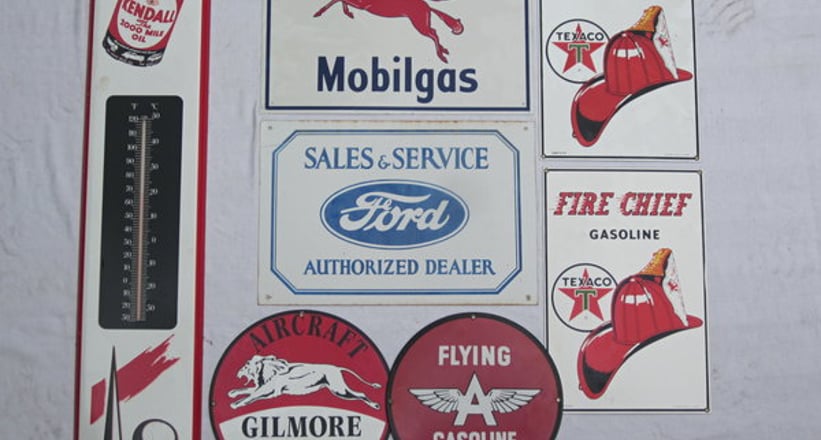 KENDALL
The
2000 MILE
OIL
°F °C
Mobilgas
TEXACO
T
SALES & SERVICE
Ford
AUTHORIZED DEALER
FIRE CHIEF
GASOLINE
TEXACO
T
AIRCRAFT
GILMORE
FLYING
A
GASOLINE